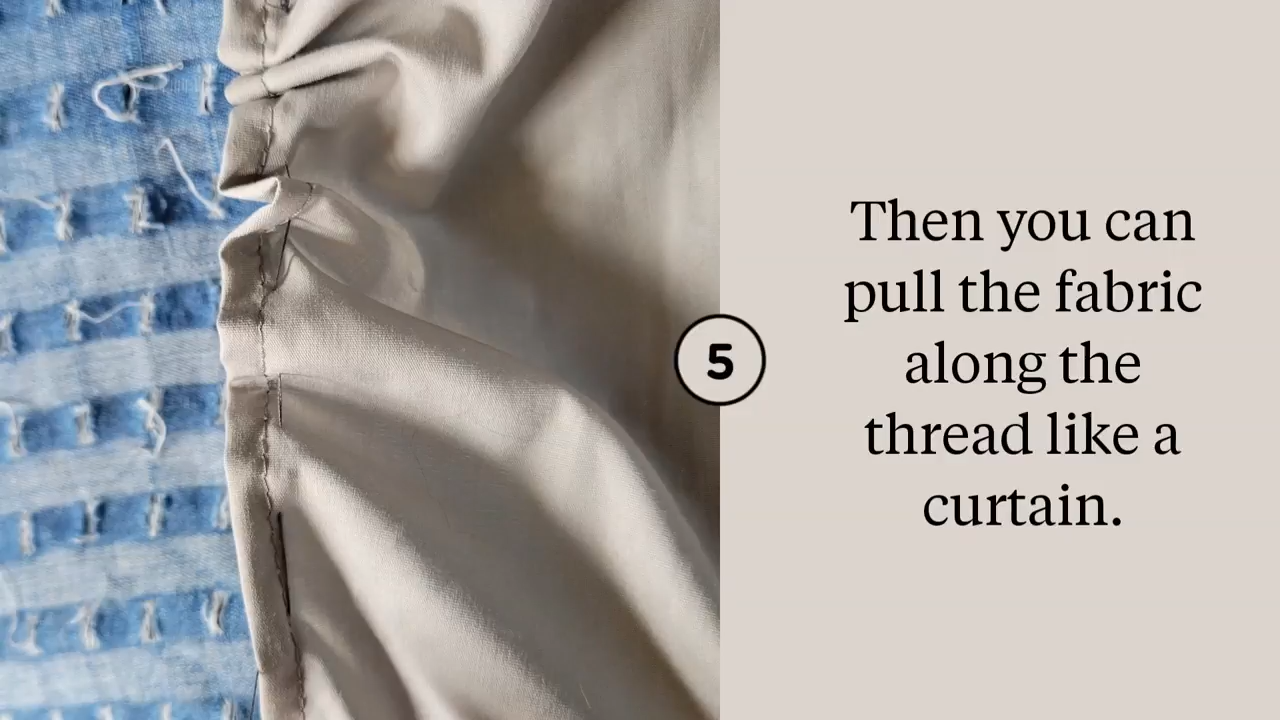 5
Then you can
pull the fabric
along the
thread like a
curtain.